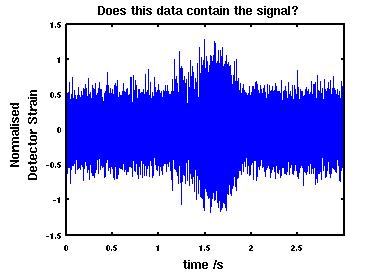 Does this data contain the signal?
1.5
1
0.5
0
-0.5
-1
-1.5
Normalised
Detector Strain
0 0.5 1 1.5 2 2.5
time /s